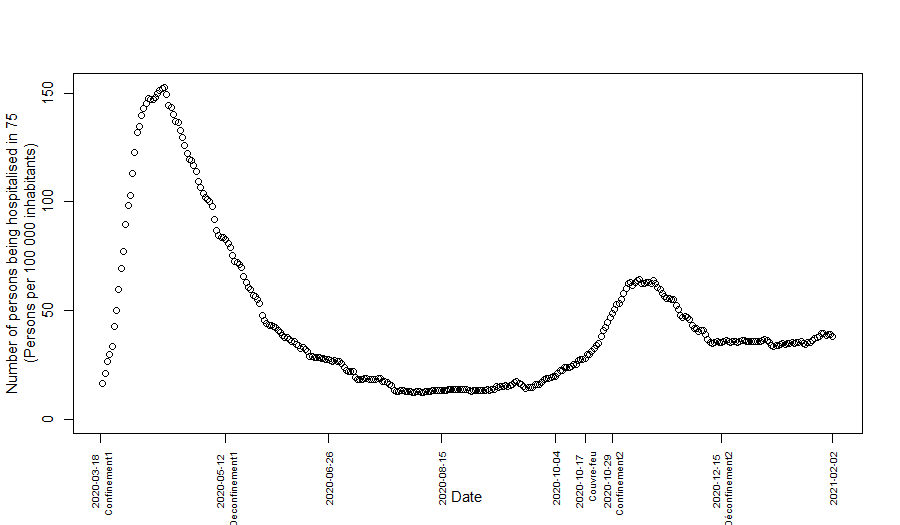 Number of persons being hospitalised in 75
(Persons per 100 000 inhabitants)
150
100
50
0
2020-03-18
Confinement1
2020-05-12
Deconfinement1
2020-06-26
2020-08-15
2020-10-04
2020-10-17
Couvre-feu
2020-10-29
Confinement2
2020-12-15
Déconfinement2
2021-02-02
Date